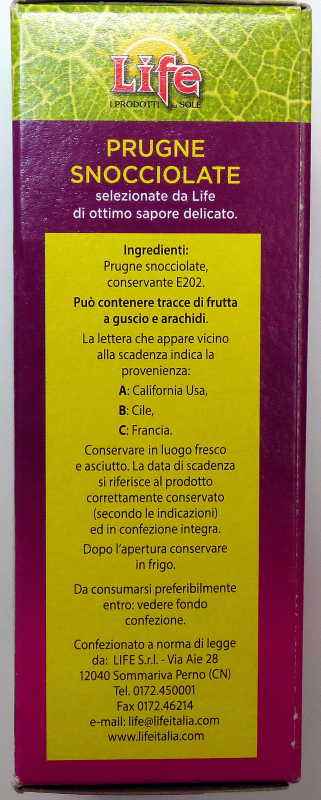 Life
I PRODOTTI del SOLE
PRUGNE
SNOCCIOLATE
selezionate da Life
di ottimo sapore delicato.
Ingredienti:
Prugne snocciolate,
conservante E202.
Può contenere tracce di frutta
a guscio e arachidi.
La lettera che appare vicino
alla scadenza indica la
provenienza:
A: California Usa,
B: Cile,
C: Francia.
Conservare in luogo fresco
e asciutto. La data di scadenza
si riferisce al prodotto
correttamente conservato
(secondo le indicazioni)
ed in confezione integra.
Dopo l'apertura conservare
in frigo.
Da consumarsi preferibilmente
entro: vedere fondo
confezione.
Confezionato a norma di legge
da: LIFE S.r.l. - Via Aie 28
12040 Sommariva Perno (CN)
Tel. 0172.450001
Fax 0172.46214
e-mail: life@lifeitalia.com
www.lifeitalia.com